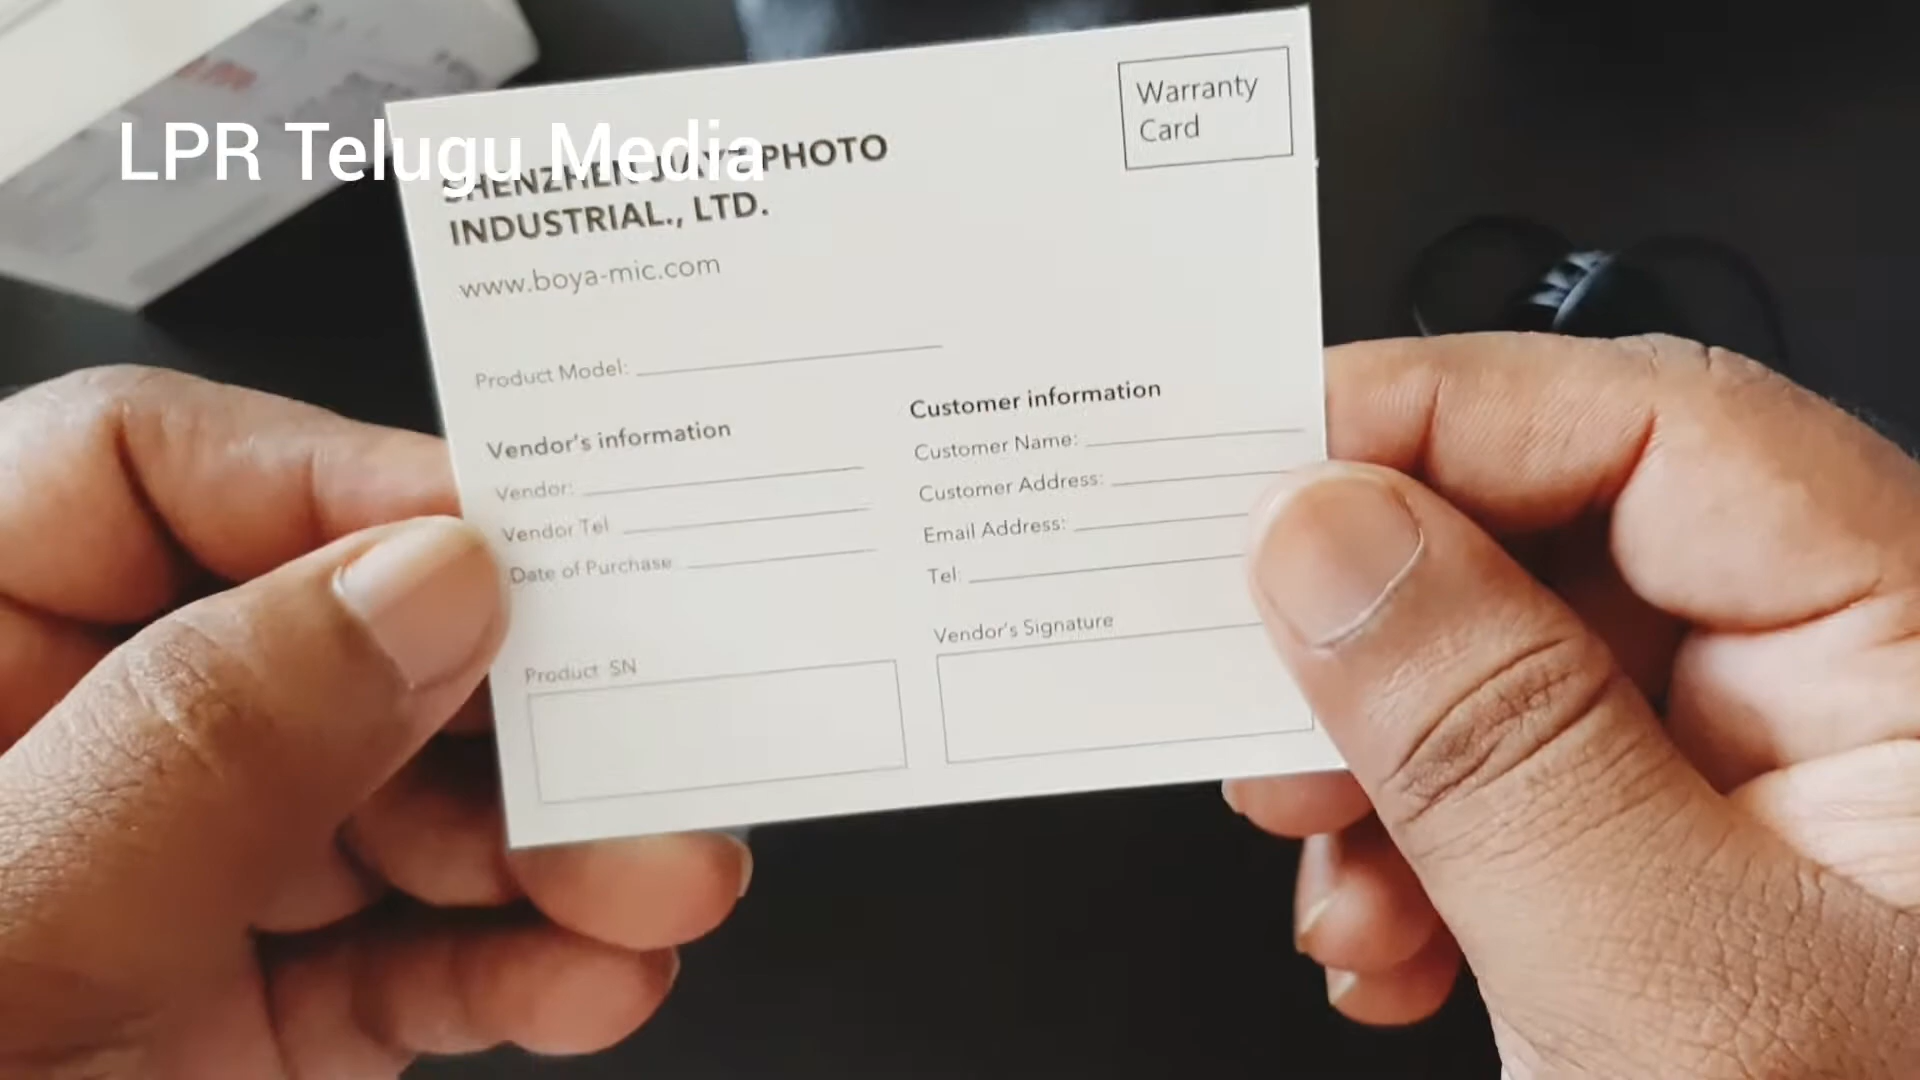 LPR Telugu Media
Warranty
Card
SHENZHEN PHOTO
INDUSTRIAL., LTD.
www.boya-mic.com
Product Model:
Vendor's information
Vendor:
Vendor Tel
Date of Purchase
Customer information
Customer Name:
Customer Address:
Email Address:
Tel:
Product SN
Vendor's Signature